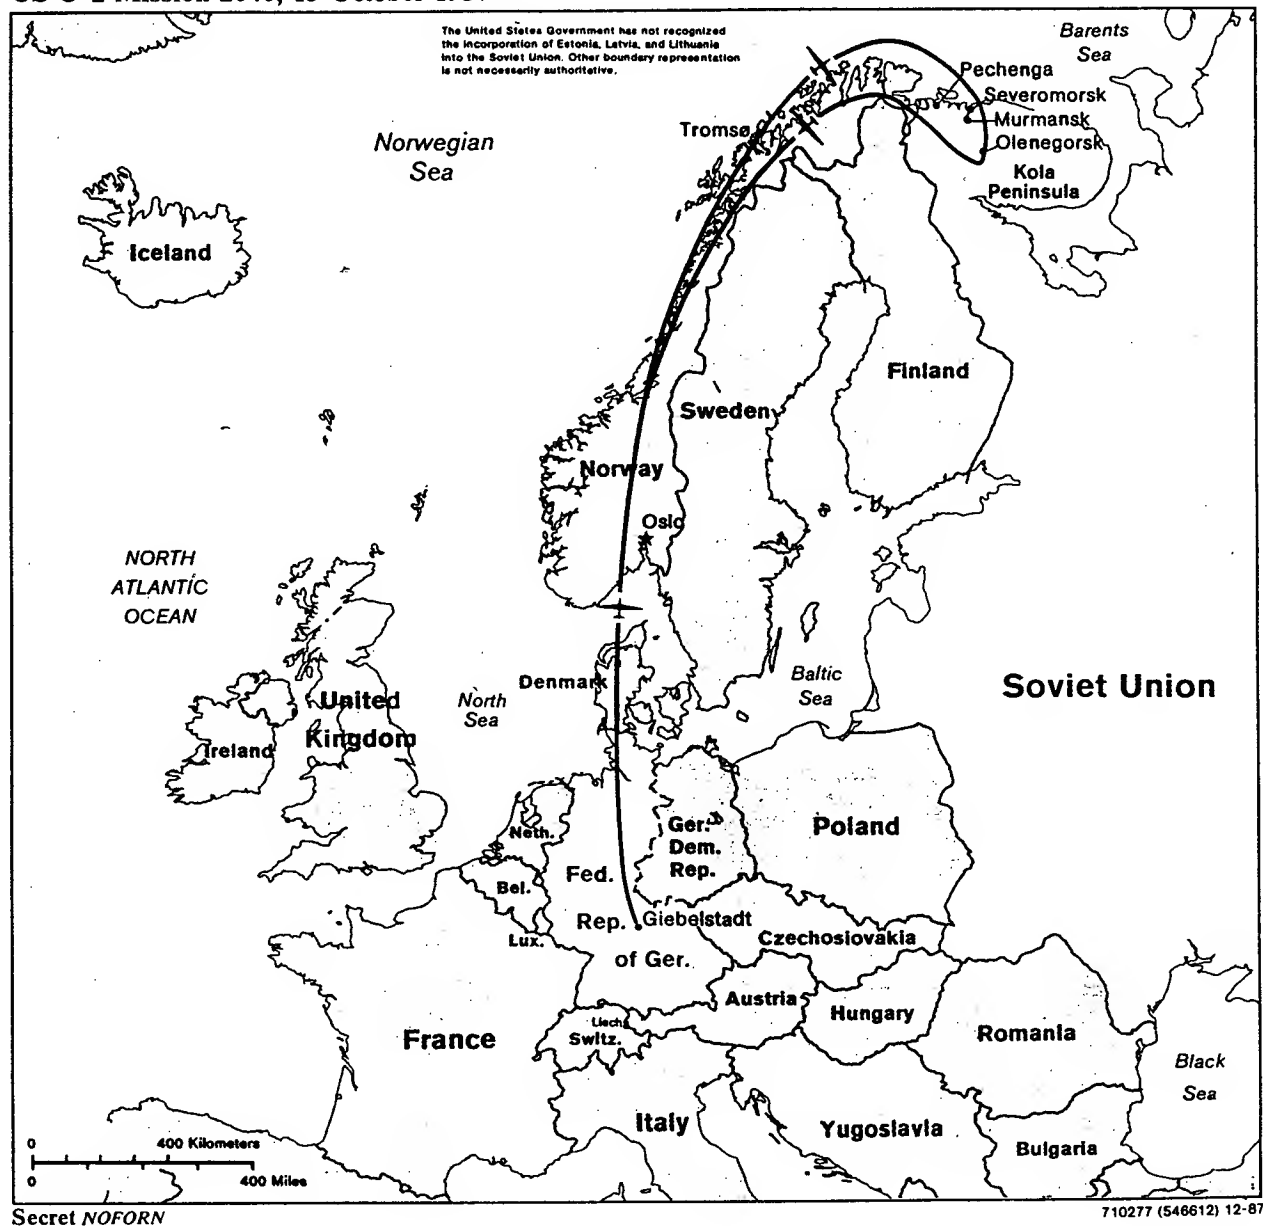 The United States Government has not recognized
the incorporation of Estonia, Latvia, and Lithuania
into the Soviet Union. Other boundary representation
is not necessarily authoritative.
Barents
Sea
Pechenga
Severomorsk
Murmansk
Olenegorsk
Kola
Peninsula
Tromsø
Norwegian
Sea
Iceland
Finland
Sweden
Norway
Oslo
NORTH
ATLANTIC
OCEAN
Denmark
North
Sea
Baltic
Sea
Soviet Union
United
Kingdom
Ireland
Neth.
Ger.
Dem.
Rep.
Poland
Bel.
Fed.
Rep.
of Ger.
Giebelstadt
Lux.
Czechoslovakia
Austria
Hungary
Liech.
Switz.
France
Romania
Black
Sea
Italy
Yugoslavia
Bulgaria
0
400 Kilometers
0
400 Miles
Secret NOFORN
710277 (546612) 12-87